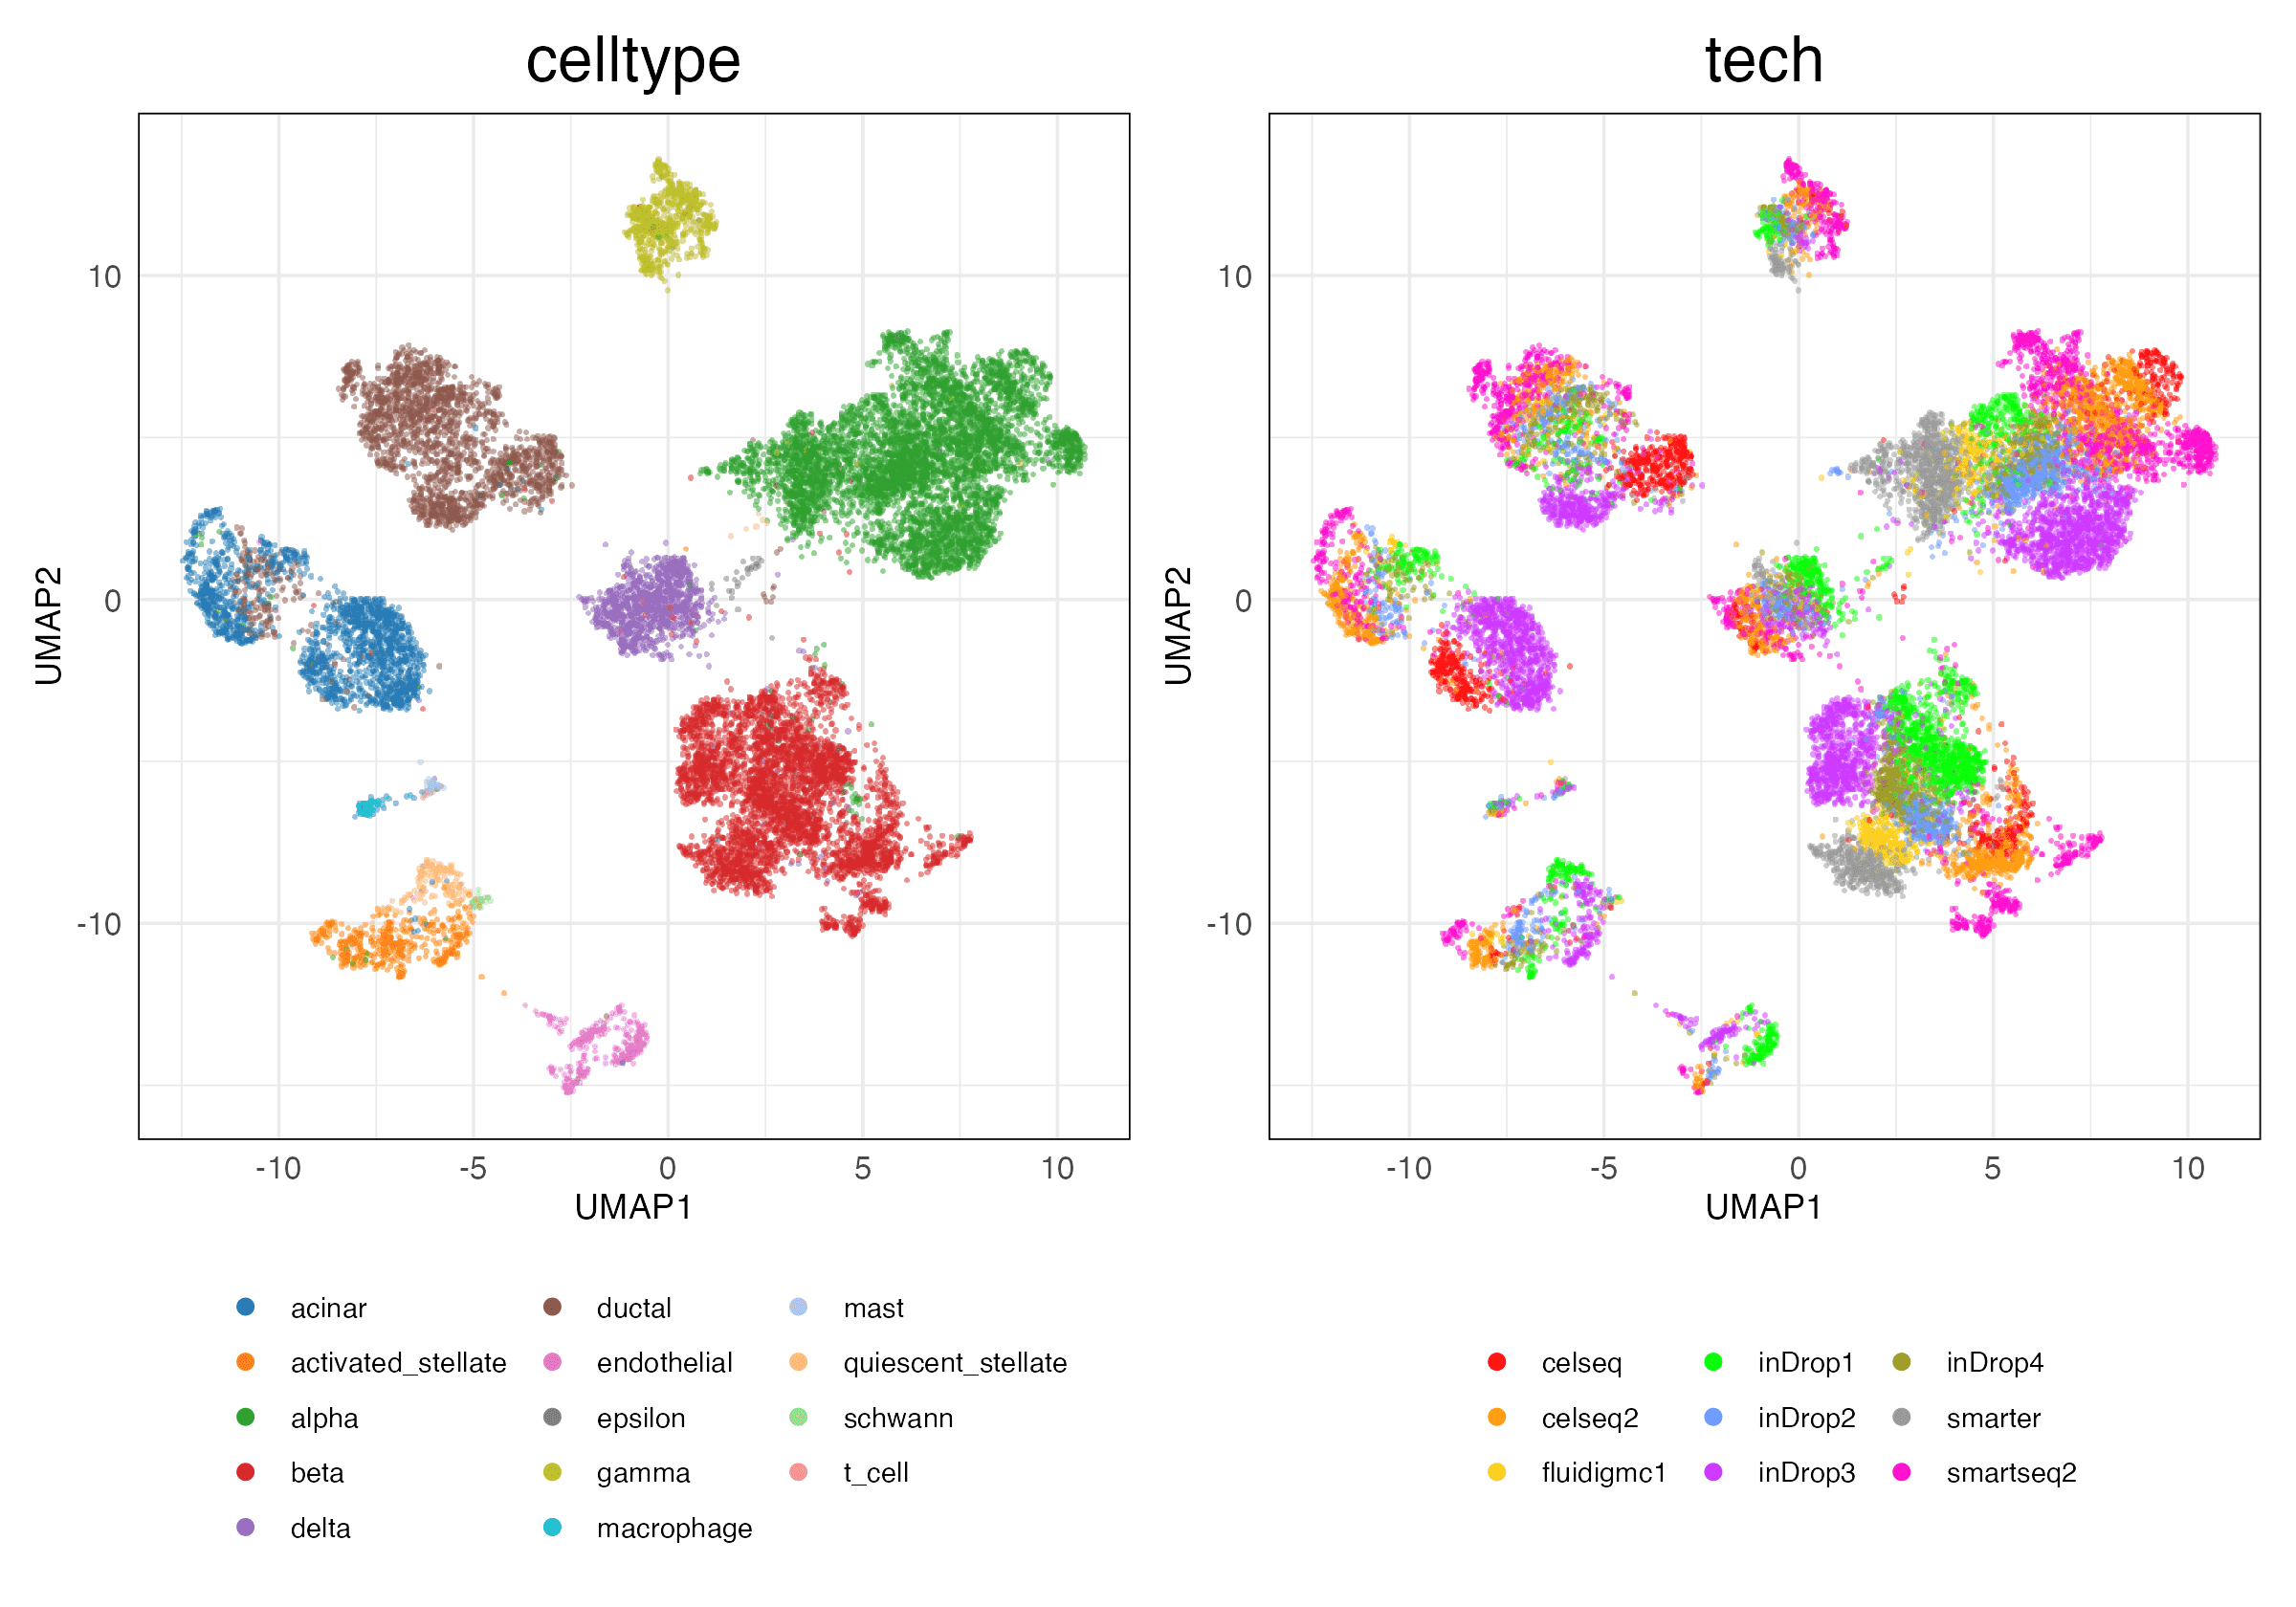 celltype
tech
10
0
-10
UMAP2
-10 -5 0 5 10
UMAP1
10
0
-10
UMAP2
-10 -5 0 5 10
UMAP1
acinar
activated_stellate
alpha
beta
delta
ductal
endothelial
epsilon
gamma
macrophage
mast
quiescent_stellate
schwann
t_cell
celseq
celseq2
fluidigmc1
inDrop1
inDrop2
inDrop3
inDrop4
smarter
smartseq2